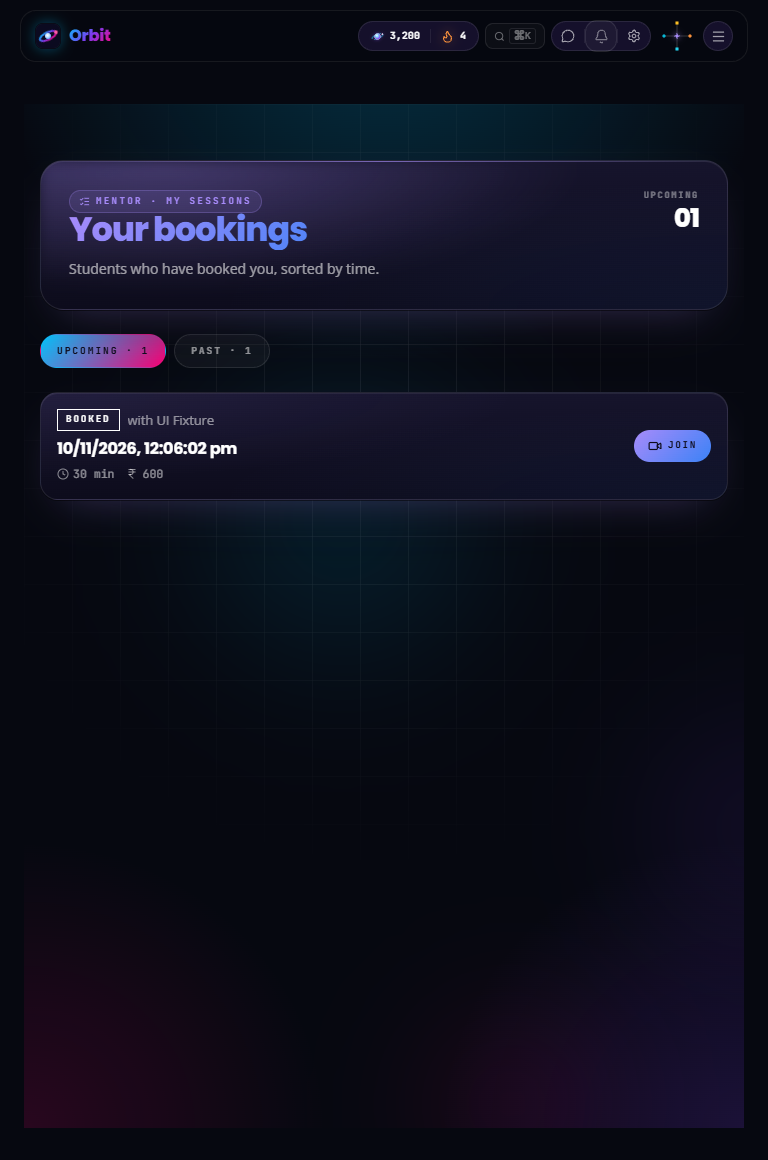 Orbit
3,200
4
⌘K
MENTOR · MY SESSIONS
Your bookings
Students who have booked you, sorted by time.
UPCOMING
01
UPCOMING · 1
PAST · 1
BOOKED with UI Fixture
10/11/2026, 12:06:02 pm
30 min ₹ 600
JOIN